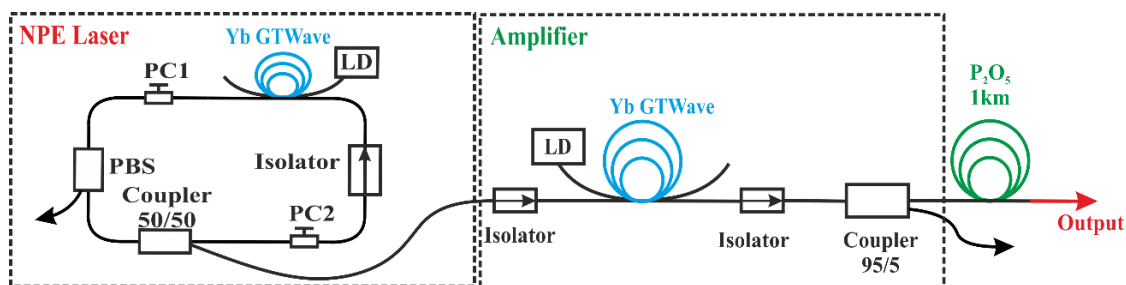 NPE Laser
Yb GTWave
LD
PC1
PBS
Isolator
Coupler
50/50
PC2
Amplifier
Yb GTWave
LD
Isolator
Isolator
Coupler
95/5
P₂O₅
1km
Output